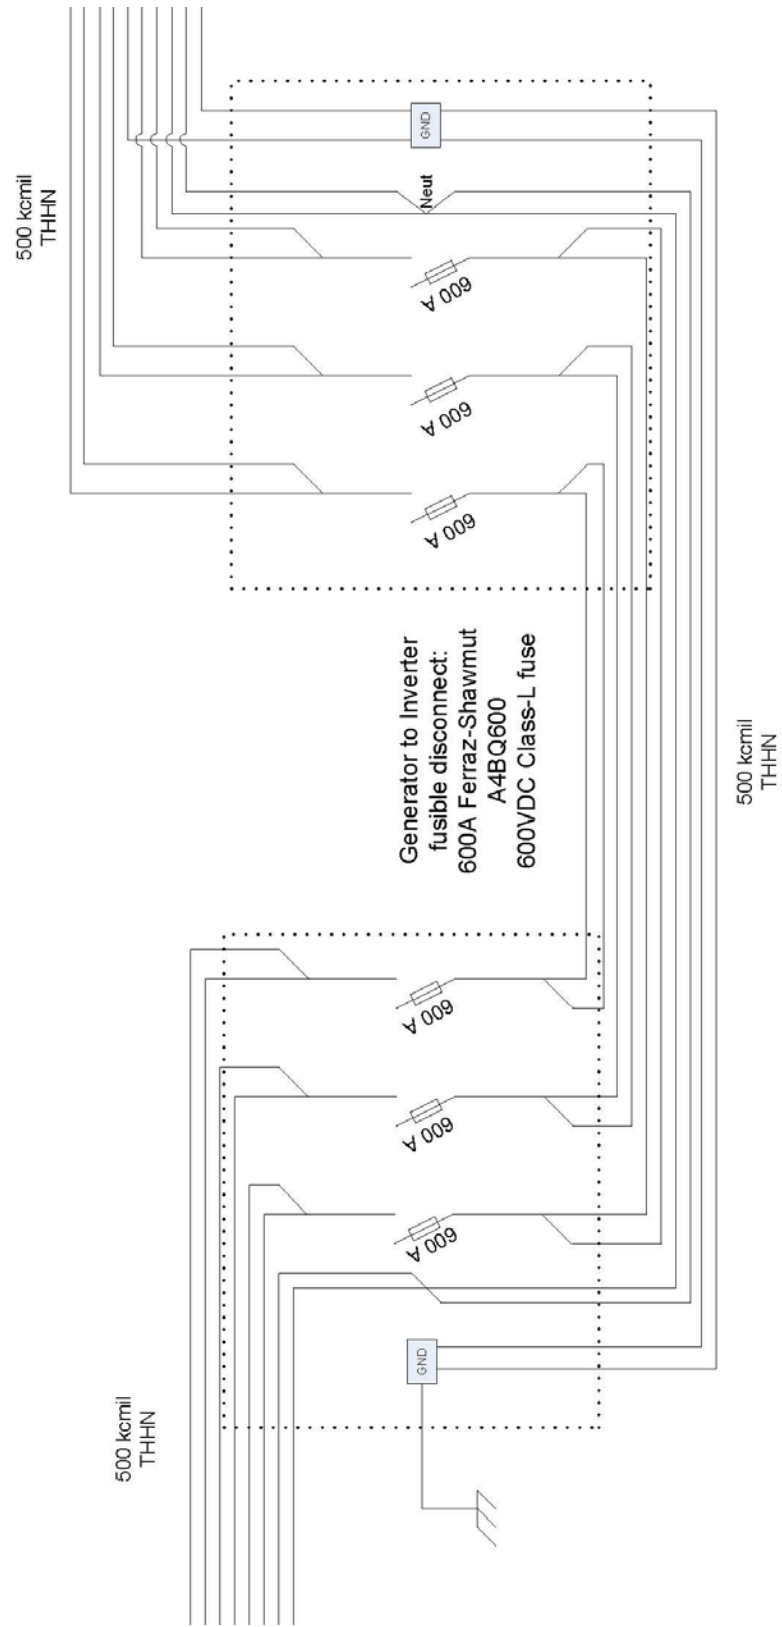 500 kcmil
THHN
GND
Neut
600 A
600 A
600 A
Generator to Inverter
fusible disconnect:
600A Ferraz-Shawmut
A4BQ600
600VDC Class-L fuse
500 kcmil
THHN
600 A
600 A
600 A
GND
500 kcmil
THHN